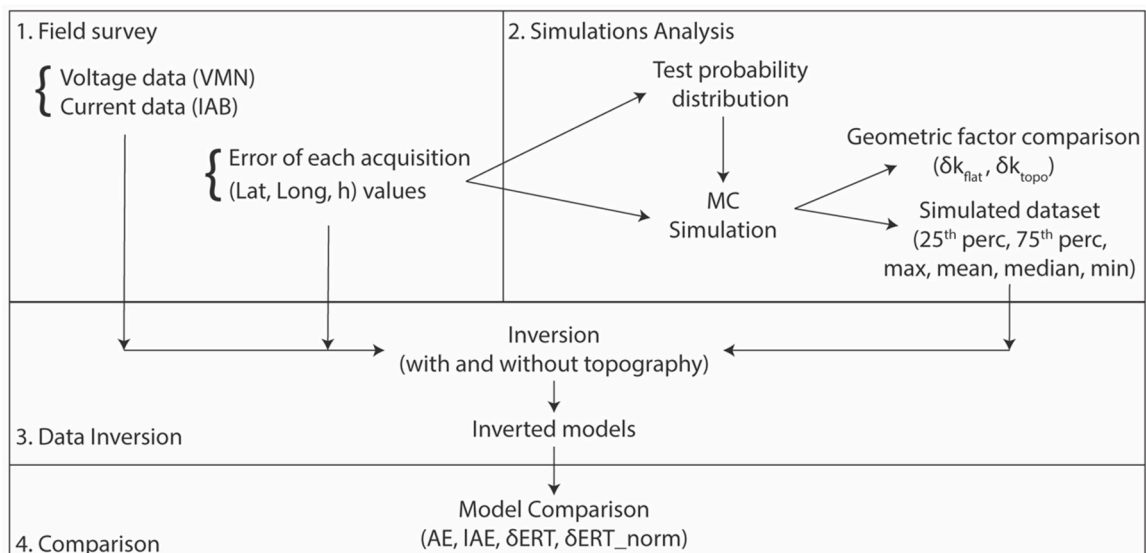 1. Field survey
Voltage data (VMN)
Current data (IAB)
Error of each acquisition
(Lat, Long, h) values
2. Simulations Analysis
Test probability
distribution
MC
Simulation
Geometric factor comparison
(δkflat, δktopo)
Simulated dataset
(25th perc, 75th perc,
max, mean, median, min)
Inversion
(with and without topography)
Inverted models
3. Data Inversion
Model Comparison
(AE, lAE, δERT, δERT_norm)
4. Comparison